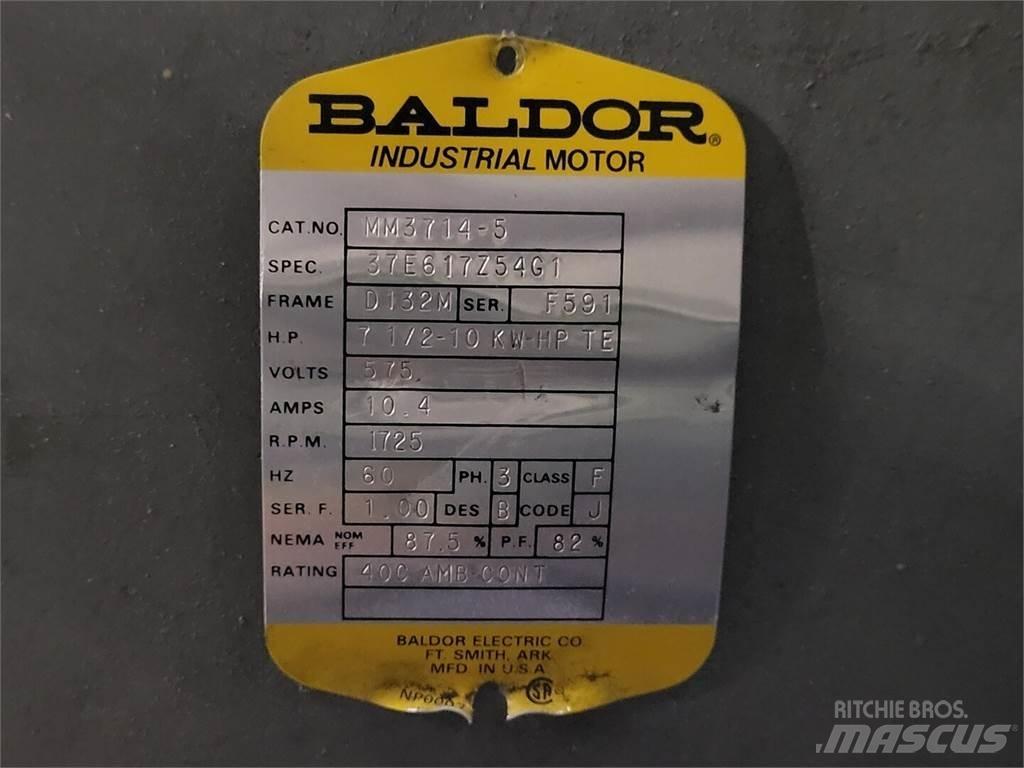 BALDOR®
INDUSTRIAL MOTOR
CAT.NO. MM3714-5
SPEC. 37E617Z54G1
FRAME D132M SER. F591
H.P. 7 1/2-10 KW-HP TE
VOLTS 575.
AMPS 10.4
R.P.M. 1725
HZ 60 PH. 3 CLASS F
SER. F. 1.00 DES B CODE J
NEMA NOM EFF 87.5 % P.F. 82 %
RATING 40C AMB-CONT
BALDOR ELECTRIC CO
FT. SMITH, ARK
MFD. IN U.S.A.
SA
RITCHIE BROS.
MASCUS